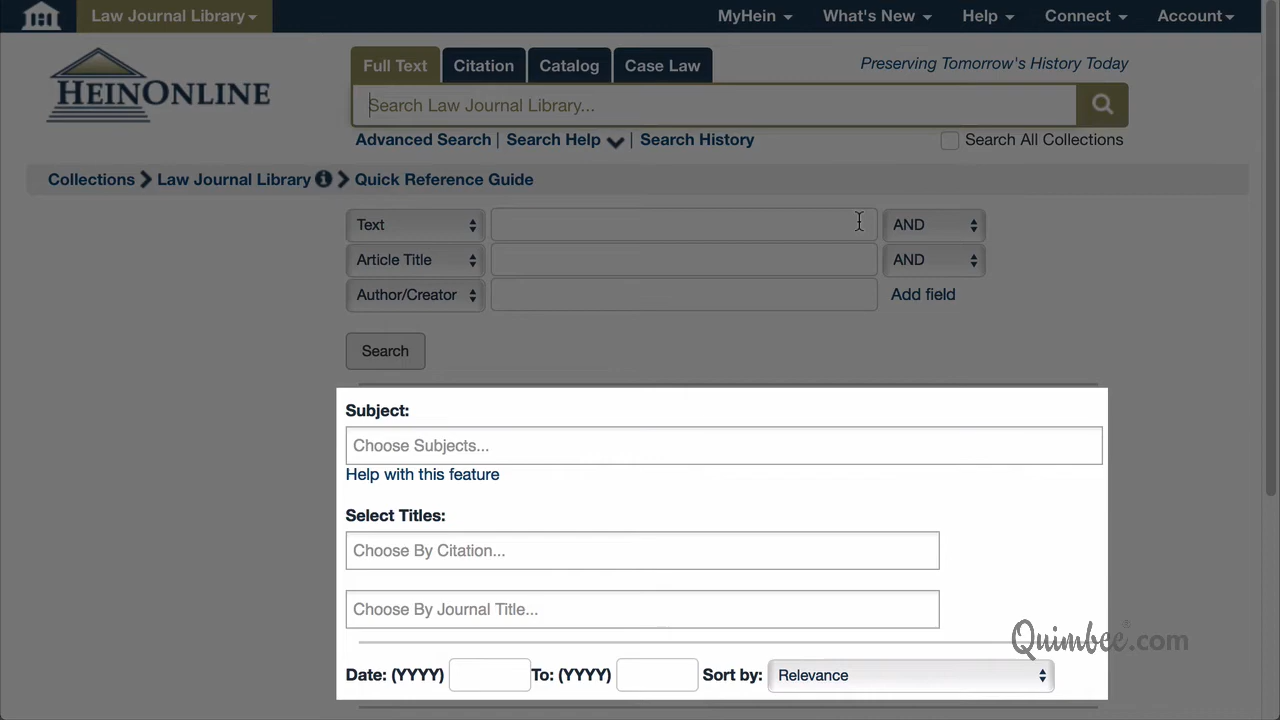 Law Journal Library MyHein What's New Help Connect Account
Full Text Citation Catalog Case Law Preserving Tomorrow's History Today
HEINONLINE
Search Law Journal Library...
Advanced Search | Search Help | Search History Search All Collections
Collections Law Journal Library Quick Reference Guide
Text AND
Article Title AND
Author/Creator Add field
Search
Subject:
Choose Subjects...
Help with this feature
Select Titles:
Choose By Citation...
Choose By Journal Title...
Quimbee®.com
Date: (YYYY) To: (YYYY) Sort by: Relevance